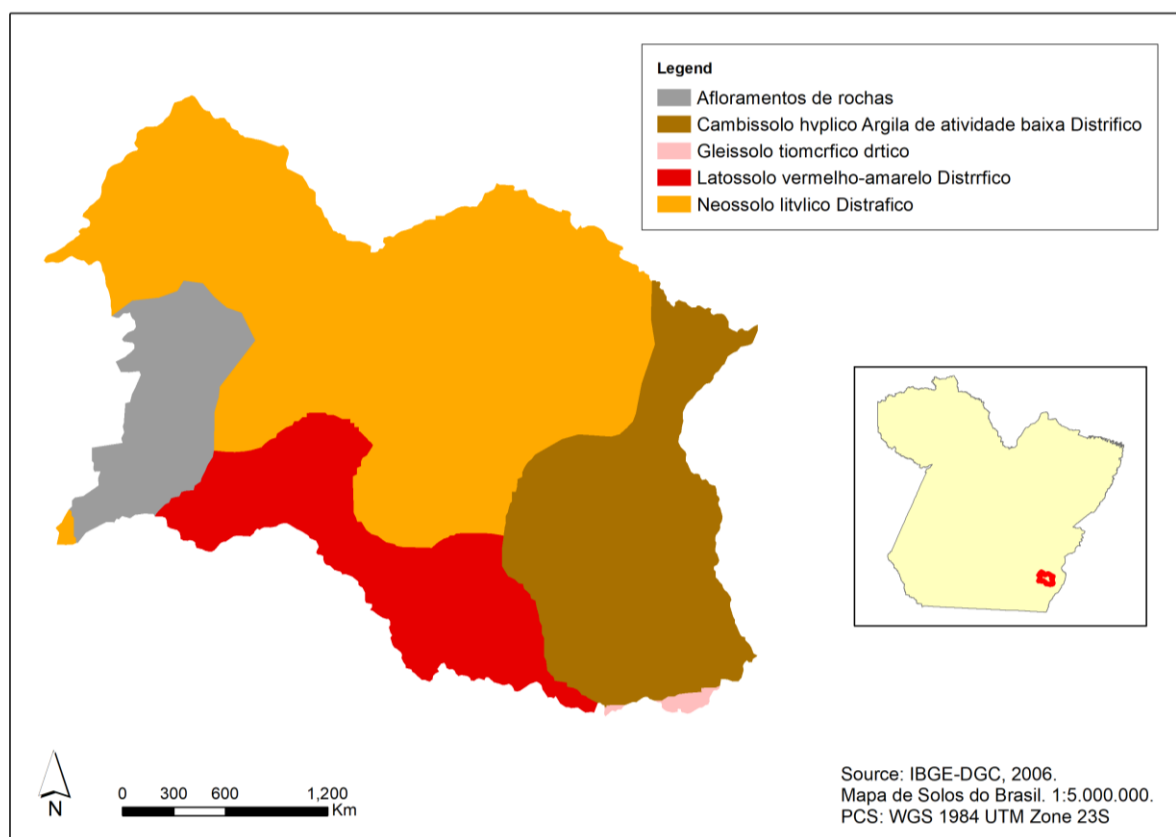 Legend
Afloramentos de rochas
Cambissolo hvplico Argila de atividade baixa Distrifico
Gleissolo tiomcrfico drtico
Latossolo vermelho-amarelo Distrrfico
Neossolo litvlico Distrafico
N
0 300 600 1,200
Km
Source: IBGE-DGC, 2006.
Mapa de Solos do Brasil. 1:5.000.000.
PCS: WGS 1984 UTM Zone 23S